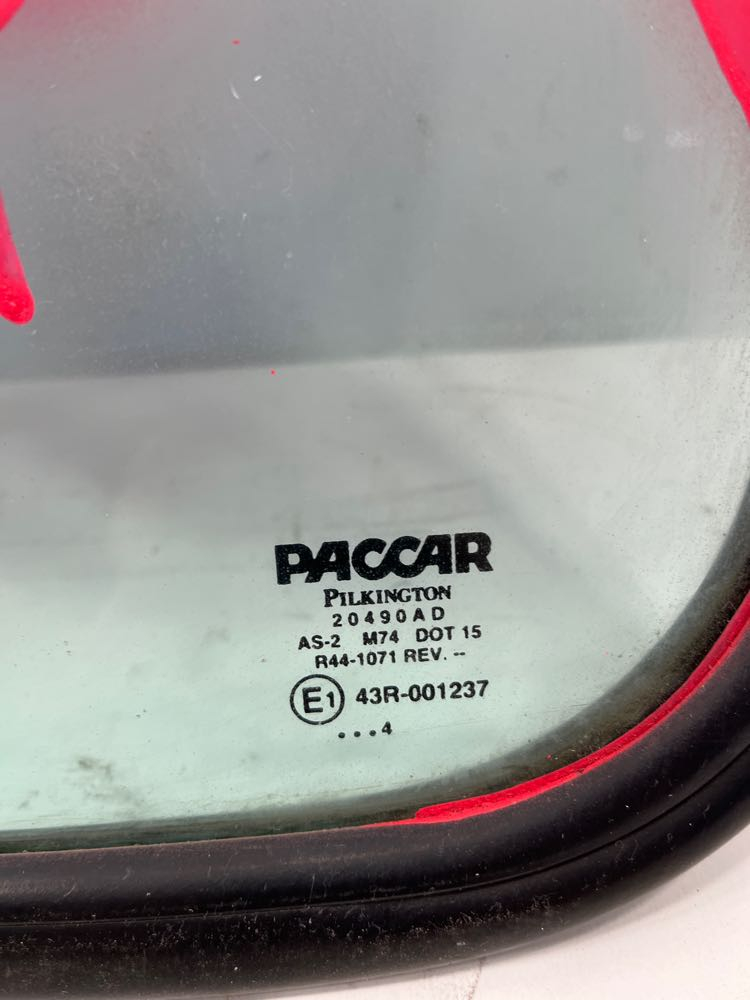 PACCAR
PILKINGTON
20490AD
AS-2 M74 DOT 15
R44-1071 REV. --
E1 43R-001237
...4